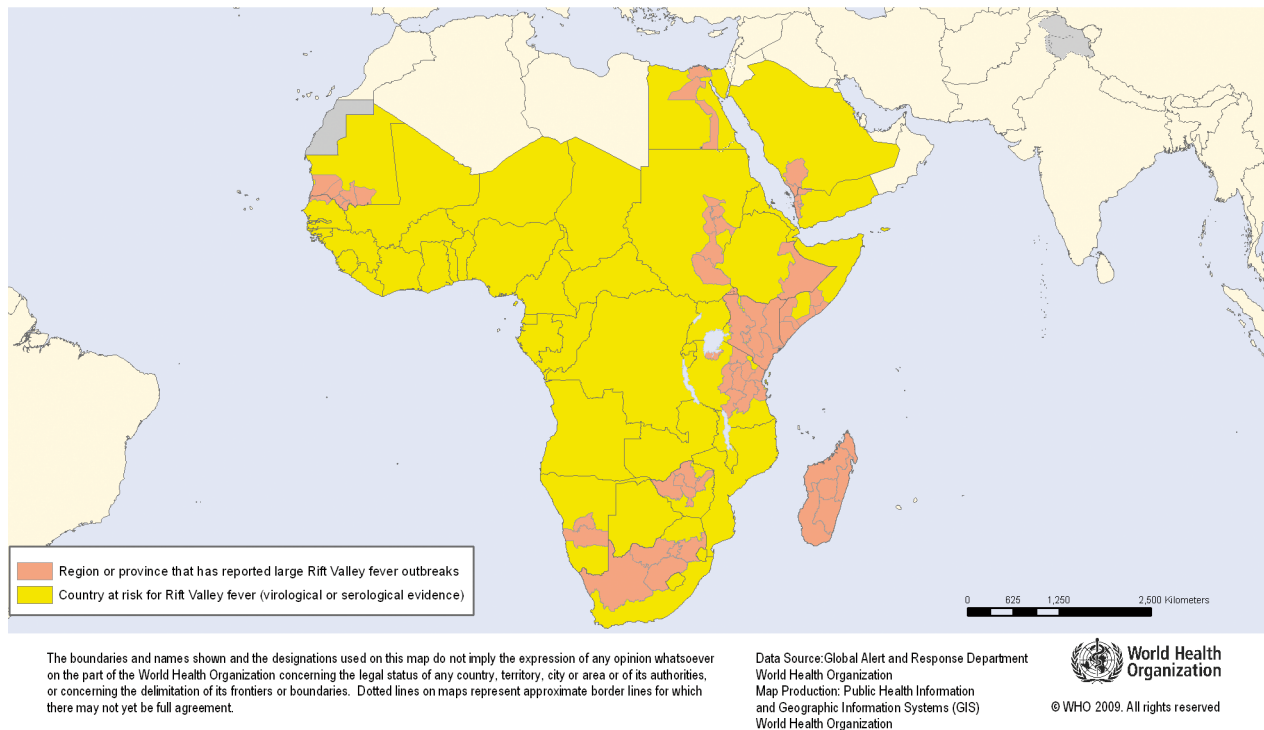 Region or province that has reported large Rift Valley fever outbreaks
Country at risk for Rift Valley fever (virological or serological evidence)
0 625 1,250 2,500 Kilometers
The boundaries and names shown and the designations used on this map do not imply the expression of any opinion whatsoever
on the part of the World Health Organization concerning the legal status of any country, territory, city or area or of its authorities,
or concerning the delimitation of its frontiers or boundaries. Dotted lines on maps represent approximate border lines for which
there may not yet be full agreement.
Data Source:Global Alert and Response Department
World Health Organization
Map Production: Public Health Information
and Geographic Information Systems (GIS)
World Health Organization
World Health
Organization
© WHO 2009. All rights reserved